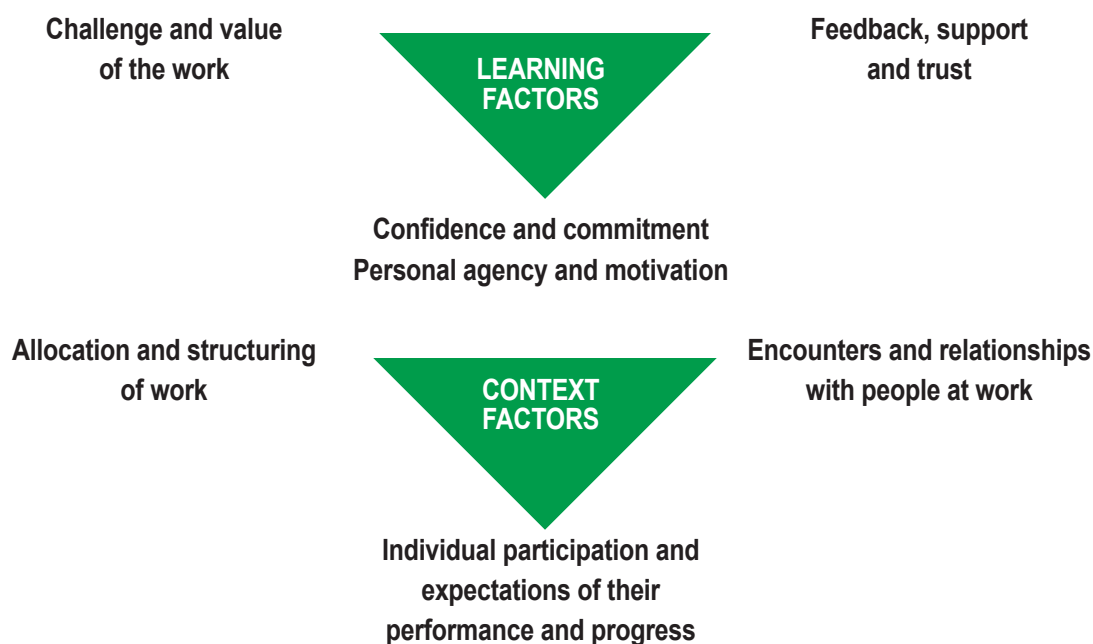 Challenge and value
of the work
LEARNING
FACTORS
Feedback, support
and trust
Confidence and commitment
Personal agency and motivation
Allocation and structuring
of work
CONTEXT
FACTORS
Encounters and relationships
with people at work
Individual participation and
expectations of their
performance and progress